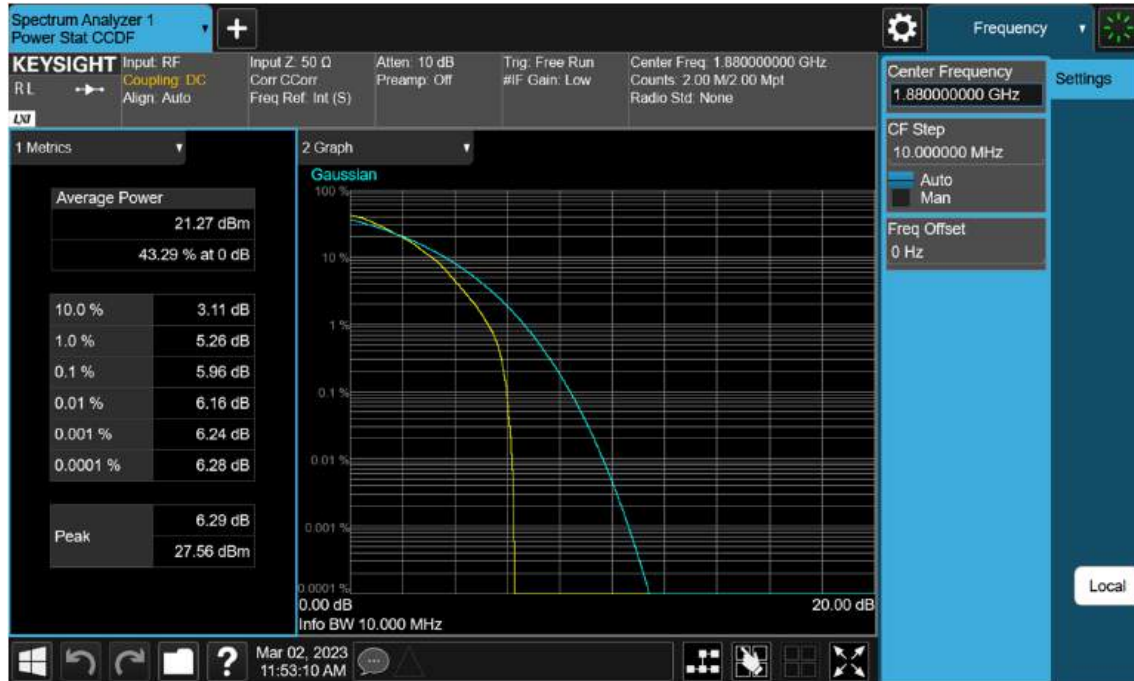 Spectrum Analyzer 1
Power Stat CCDF
+
Frequency
KEYSIGHT
R L
LXI
Input: RF
Coupling: DC
Align: Auto
Input Z: 50 Ω
Corr CCorr
Freq Ref: Int (S)
Atten: 10 dB
Preamp: Off
Trig: Free Run
#IF Gain: Low
Center Freq: 1.880000000 GHz
Counts: 2.00 M/2.00 Mpt
Radio Std: None
Center Frequency
1.880000000 GHz
Settings
CF Step
10.000000 MHz
Auto
Man
Freq Offset
0 Hz
1 Metrics
Average Power
21.27 dBm
43.29 % at 0 dB
10.0 % 3.11 dB
1.0 % 5.26 dB
0.1 % 5.96 dB
0.01 % 6.16 dB
0.001 % 6.24 dB
0.0001 % 6.28 dB
Peak
6.29 dB
27.56 dBm
2 Graph
Gaussian
100 %
10 %
1 %
0.1 %
0.01 %
0.001 %
0.0001 %
0.00 dB 20.00 dB
Info BW 10.000 MHz
Local
?
Mar 02, 2023
11:53:10 AM